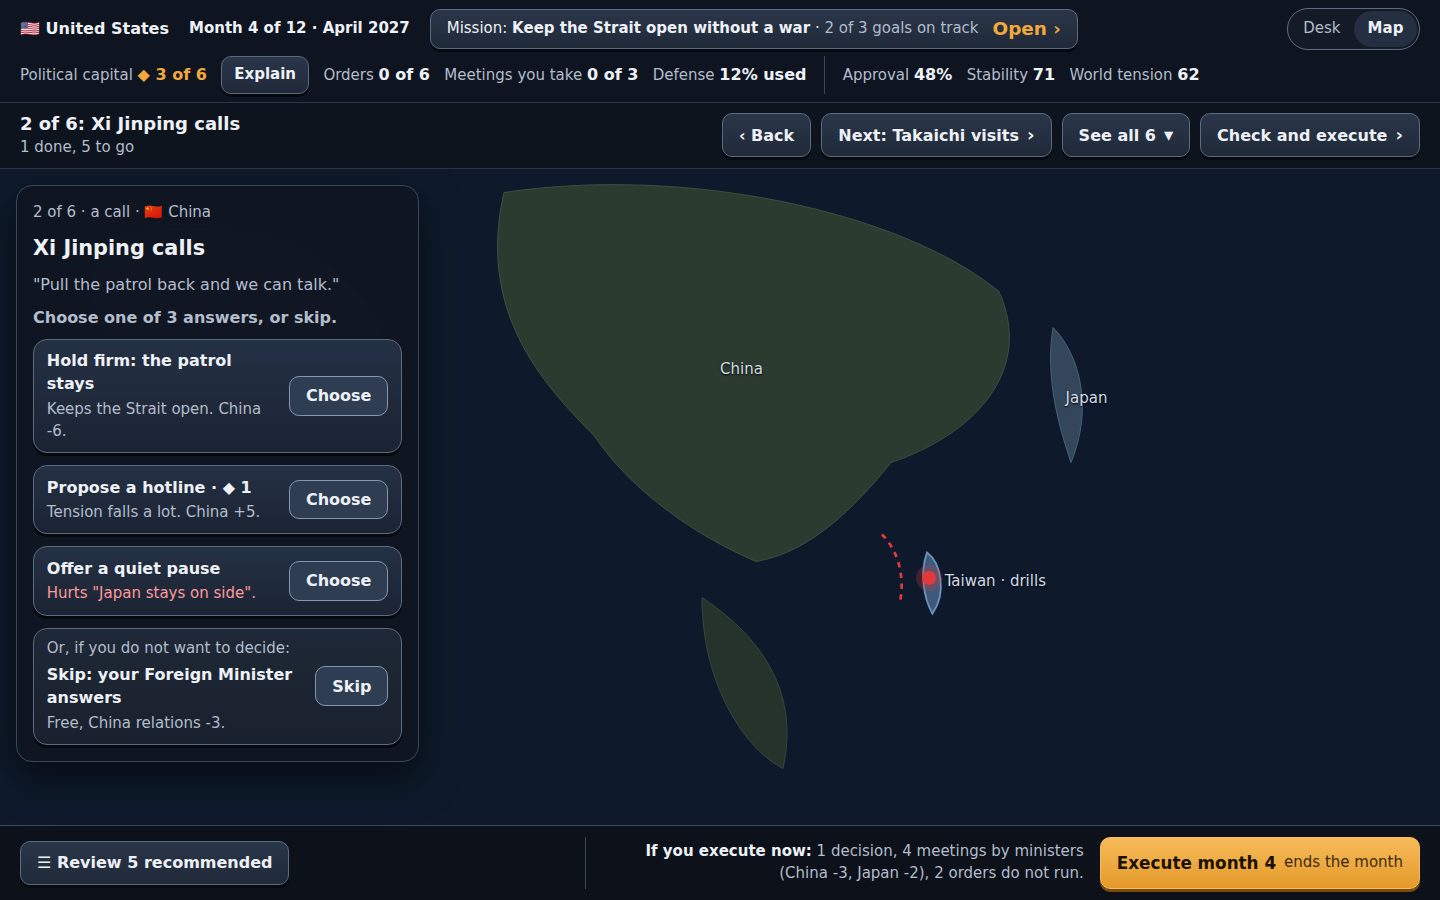 🇺🇸 United States
Month 4 of 12 · April 2027
Mission: Keep the Strait open without a war · 2 of 3 goals on track Open ›
Desk Map
Political capital ◆ 3 of 6
Explain
Orders 0 of 6
Meetings you take 0 of 3
Defense 12% used
Approval 48%
Stability 71
World tension 62
2 of 6: Xi Jinping calls
1 done, 5 to go
‹ Back
Next: Takaichi visits ›
See all 6 ▼
Check and execute ›
2 of 6 · a call · 🇨🇳 China
Xi Jinping calls
"Pull the patrol back and we can talk."
Choose one of 3 answers, or skip.
Hold firm: the patrol
stays
Keeps the Strait open. China
-6.
Choose
Propose a hotline · ◆ 1
Tension falls a lot. China +5.
Choose
Offer a quiet pause
Hurts "Japan stays on side".
Choose
Or, if you do not want to decide:
Skip: your Foreign Minister
answers
Free, China relations -3.
Skip
China
Japan
Taiwan · drills
☰ Review 5 recommended
If you execute now: 1 decision, 4 meetings by ministers
(China -3, Japan -2), 2 orders do not run.
Execute month 4 ends the month